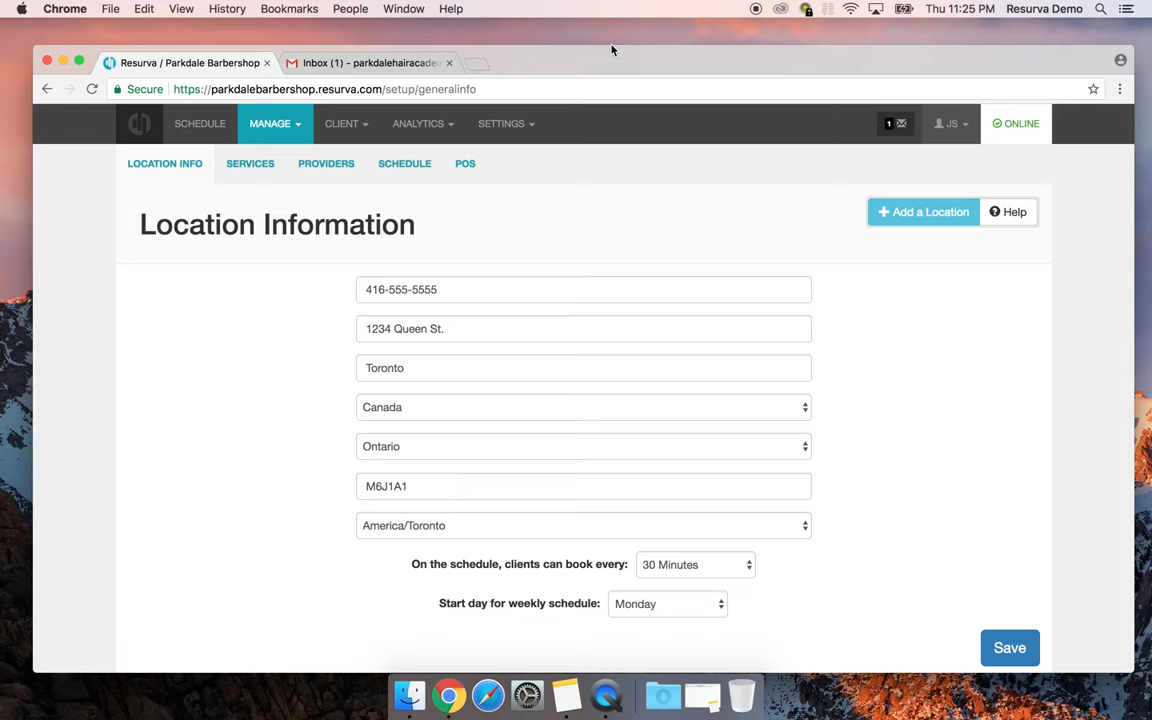 Chrome File Edit View History Bookmarks People Window Help Thu 11:25 PM Resurva Demo
Resurva / Parkdale Barbershop Inbox (1) - parkdalehairacadem
Secure https://parkdalebarbershop.resurva.com/setup/generalinfo
SCHEDULE MANAGE CLIENT ANALYTICS SETTINGS 1 JS ONLINE
LOCATION INFO SERVICES PROVIDERS SCHEDULE POS
Location Information
Add a Location Help
416-555-5555
1234 Queen St.
Toronto
Canada
Ontario
M6J1A1
America/Toronto
On the schedule, clients can book every: 30 Minutes
Start day for weekly schedule: Monday
Save